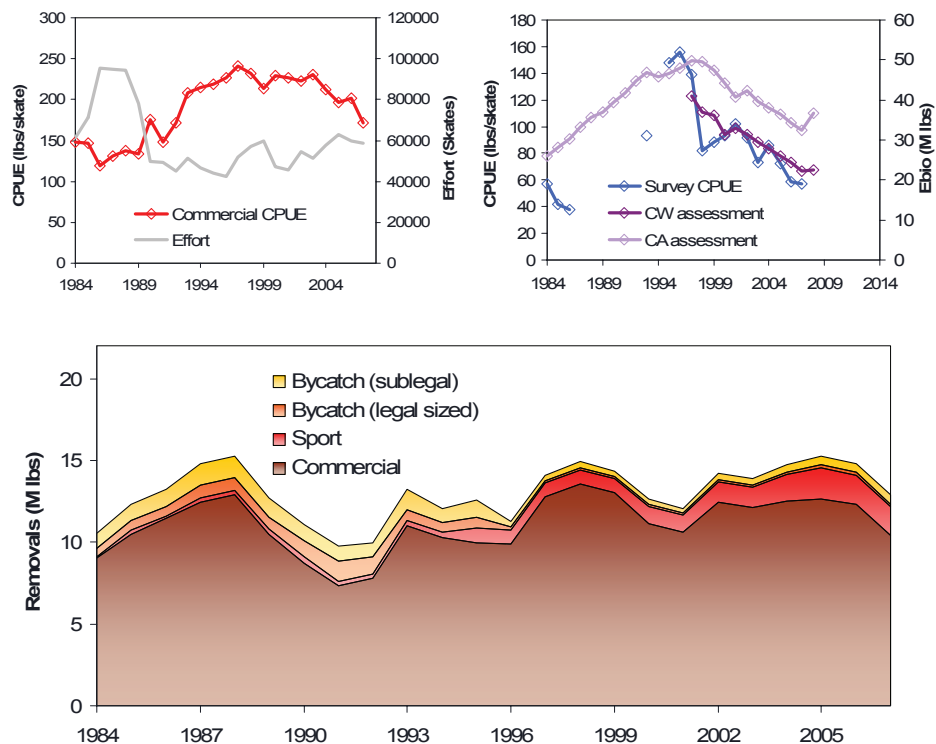 300
250
200
150
100
50
0
CPUE (lbs/skate)
120000
100000
80000
60000
40000
20000
0
Effort (Skates)
Commercial CPUE
Effort
1984 1989 1994 1999 2004
180
160
140
120
100
80
60
40
20
0
CPUE (lbs/skate)
60
50
40
30
20
10
0
Ebio (M lbs)
Survey CPUE
CW assessment
CA assessment
1984 1989 1994 1999 2004 2009 2014
20
15
10
5
0
Removals (M lbs)
Bycatch (sublegal)
Bycatch (legal sized)
Sport
Commercial
1984 1987 1990 1993 1996 1999 2002 2005